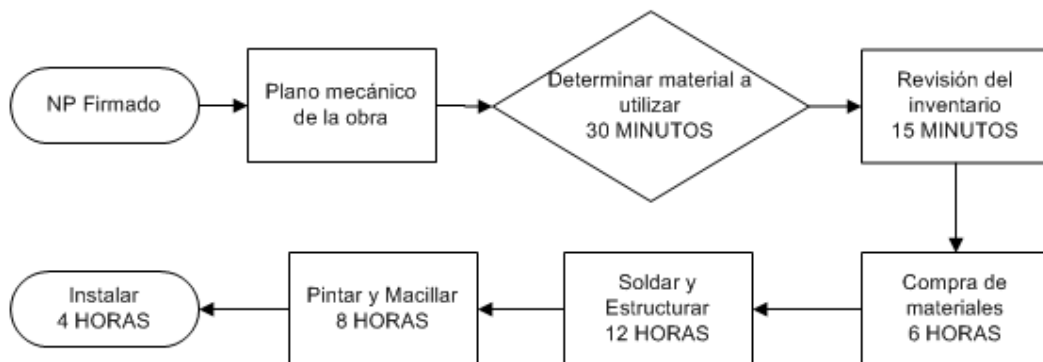 NP Firmado
Plano mecánico
de la obra
Determinar material a
utilizar
30 MINUTOS
Revisión del
inventario
15 MINUTOS
Compra de
materiales
6 HORAS
Soldar y
Estructurar
12 HORAS
Pintar y Macillar
8 HORAS
Instalar
4 HORAS